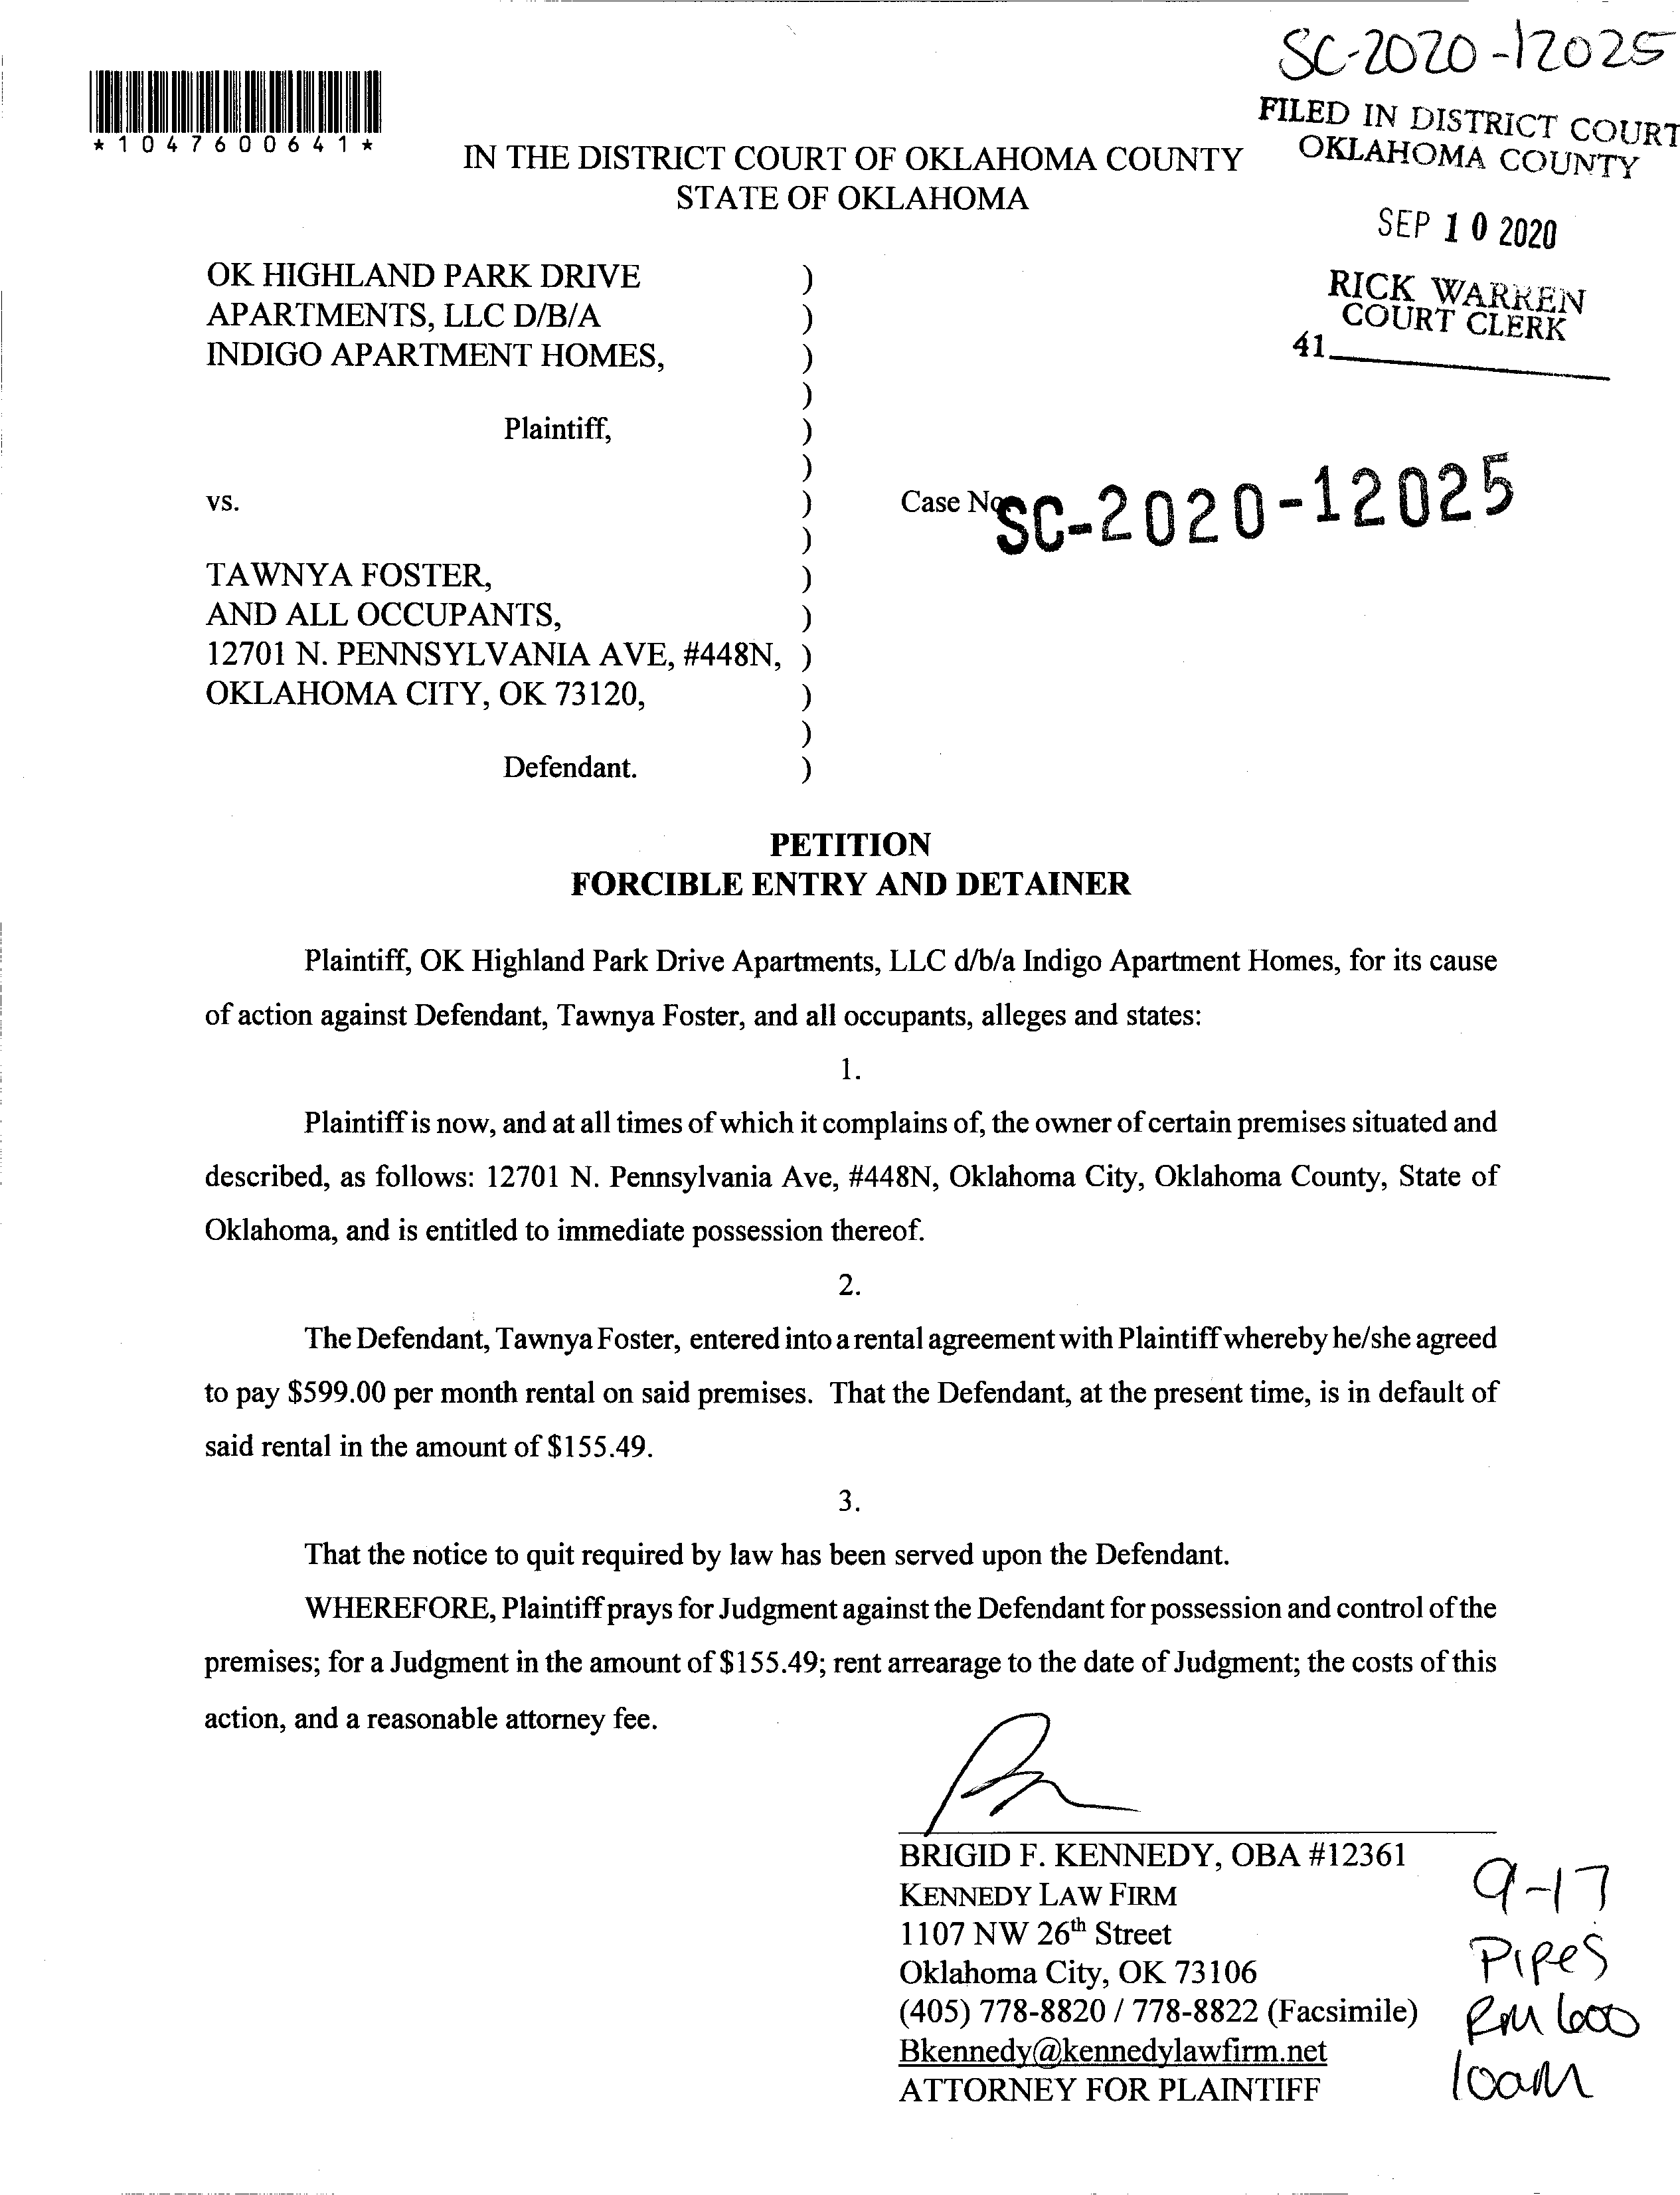 SC-2020-12025
FILED IN DISTRICT COURT
OKLAHOMA COUNTY
*1047600641*
IN THE DISTRICT COURT OF OKLAHOMA COUNTY
STATE OF OKLAHOMA
SEP 10 2020
RICK WARREN
COURT CLERK
41
OK HIGHLAND PARK DRIVE )
APARTMENTS, LLC D/B/A )
INDIGO APARTMENT HOMES, )
)
Plaintiff, )
)
vs. ) Case No. SC-2020-12025
)
TAWNYA FOSTER, )
AND ALL OCCUPANTS, )
12701 N. PENNSYLVANIA AVE, #448N, )
OKLAHOMA CITY, OK 73120, )
)
Defendant. )
PETITION
FORCIBLE ENTRY AND DETAINER
Plaintiff, OK Highland Park Drive Apartments, LLC d/b/a Indigo Apartment Homes, for its cause
of action against Defendant, Tawnya Foster, and all occupants, alleges and states:
1.
Plaintiff is now, and at all times of which it complains of, the owner of certain premises situated and
described, as follows: 12701 N. Pennsylvania Ave, #448N, Oklahoma City, Oklahoma County, State of
Oklahoma, and is entitled to immediate possession thereof.
2.
The Defendant, Tawnya Foster, entered into a rental agreement with Plaintiff whereby he/she agreed
to pay $599.00 per month rental on said premises. That the Defendant, at the present time, is in default of
said rental in the amount of $155.49.
3.
That the notice to quit required by law has been served upon the Defendant.
WHEREFORE, Plaintiff prays for Judgment against the Defendant for possession and control of the
premises; for a Judgment in the amount of $155.49; rent arrearage to the date of Judgment; the costs of this
action, and a reasonable attorney fee.
BRIGID F. KENNEDY, OBA #12361
KENNEDY LAW FIRM
1107 NW 26th Street
Oklahoma City, OK 73106
(405) 778-8820 / 778-8822 (Facsimile)
Bkennedy@kennedylawfirm.net
ATTORNEY FOR PLAINTIFF
9-17
Pipes
RM 600
10am